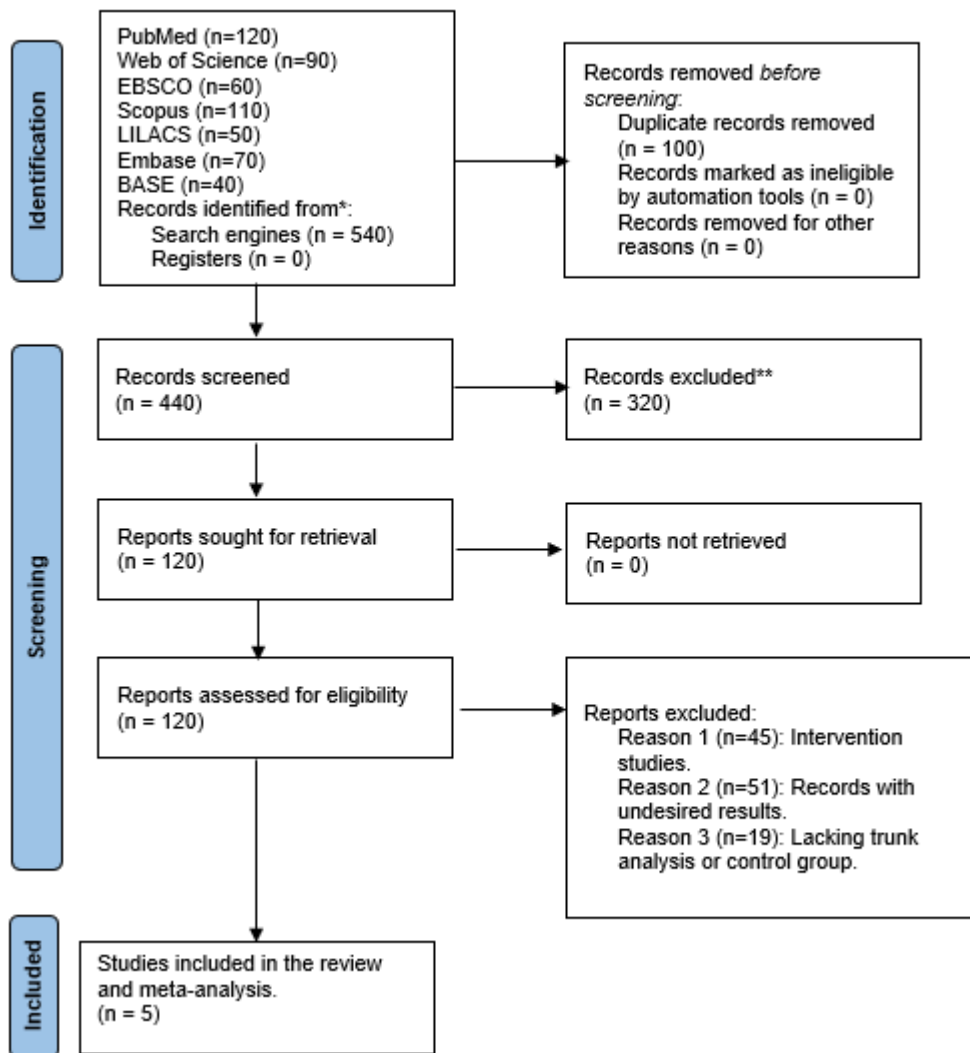 Identification
PubMed (n=120)
Web of Science (n=90)
EBSCO (n=60)
Scopus (n=110)
LILACS (n=50)
Embase (n=70)
BASE (n=40)
Records identified from*:
Search engines (n = 540)
Registers (n = 0)
Records removed before
screening:
Duplicate records removed
(n = 100)
Records marked as ineligible
by automation tools (n = 0)
Records removed for other
reasons (n = 0)
Screening
Records screened
(n = 440)
Records excluded**
(n = 320)
Reports sought for retrieval
(n = 120)
Reports not retrieved
(n = 0)
Reports assessed for eligibility
(n = 120)
Reports excluded:
Reason 1 (n=45): Intervention
studies.
Reason 2 (n=51): Records with
undesired results.
Reason 3 (n=19): Lacking trunk
analysis or control group.
Included
Studies included in the review
and meta-analysis.
(n = 5)